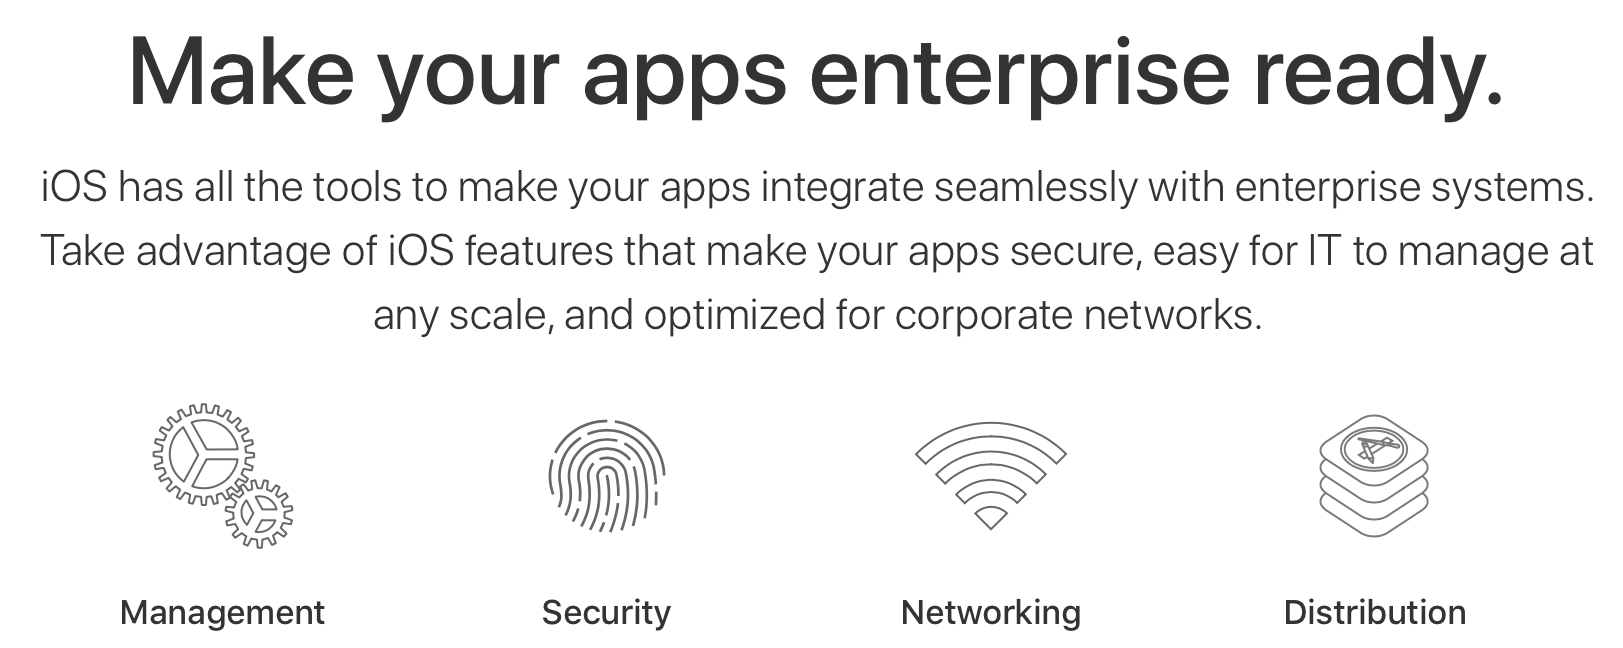 Make your apps enterprise ready.
iOS has all the tools to make your apps integrate seamlessly with enterprise systems.
Take advantage of iOS features that make your apps secure, easy for IT to manage at
any scale, and optimized for corporate networks.
Management
Security
Networking
Distribution